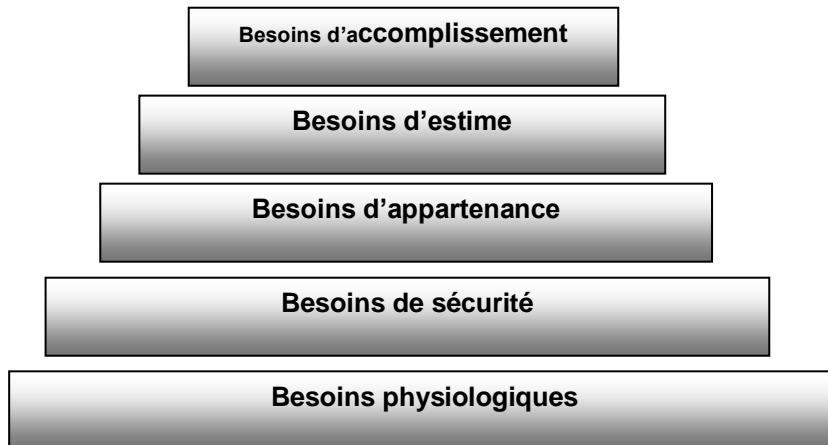 Besoins d’accomplissement
Besoins d’estime
Besoins d’appartenance
Besoins de sécurité
Besoins physiologiques